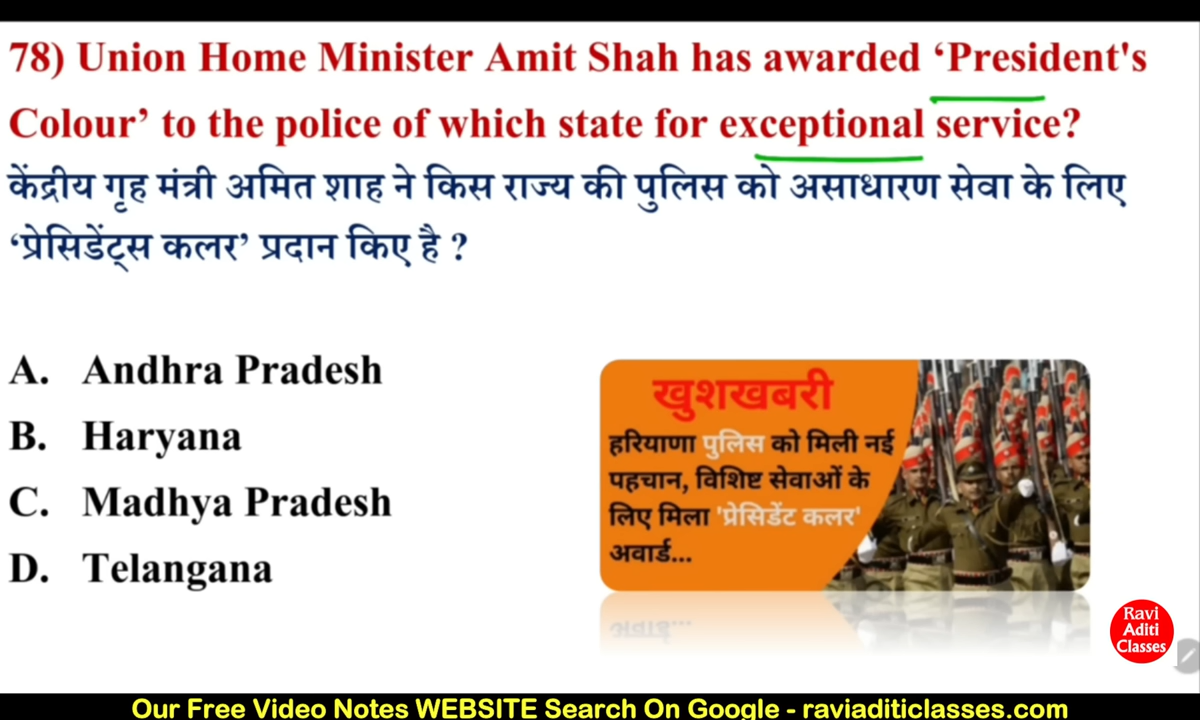 78) Union Home Minister Amit Shah has awarded ‘President's
Colour’ to the police of which state for exceptional service?
केंद्रीय गृह मंत्री अमित शाह ने किस राज्य की पुलिस को असाधारण सेवा के लिए
‘प्रेसिडेंट्स कलर’ प्रदान किए है ?
A. Andhra Pradesh
B. Haryana
C. Madhya Pradesh
D. Telangana
खुशखबरी
हरियाणा पुलिस को मिली नई
पहचान, विशिष्ट सेवाओं के
लिए मिला 'प्रेसिडेंट कलर'
अवार्ड...
Ravi
Aditi
Classes
Our Free Video Notes WEBSITE Search On Google - raviaditiclasses.com